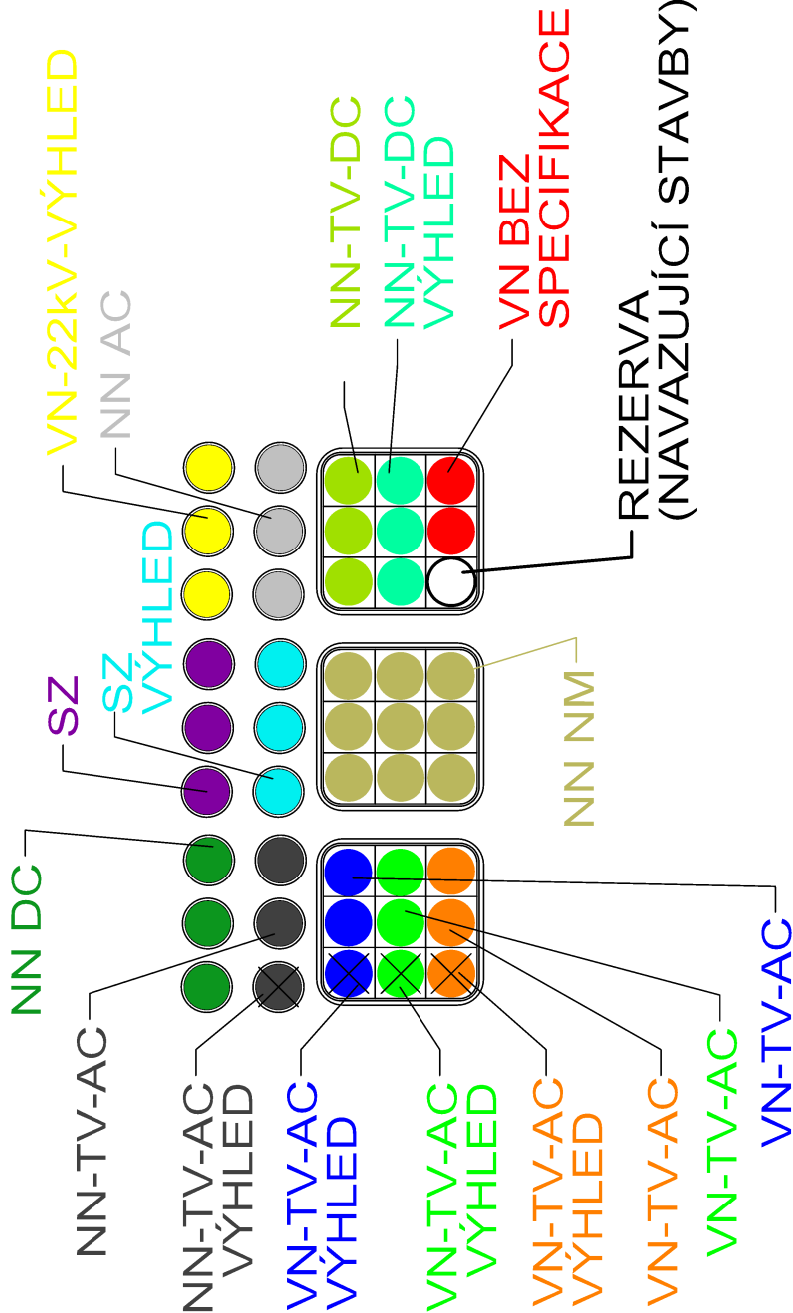 NN DC
SZ
SZ
VÝHLED
VN-22kV-VÝHLED
NN AC
NN-TV-AC
NN-TV-AC
VÝHLED
VN-TV-AC
VÝHLED
VN-TV-AC
VÝHLED
VN-TV-AC
VÝHLED
VN-TV-AC
VN-TV-AC
VN-TV-AC
NN NM
NN-TV-DC
NN-TV-DC
VÝHLED
VN BEZ
SPECIFIKACE
REZERVA
(NAVAZUJÍCÍ STAVBY)